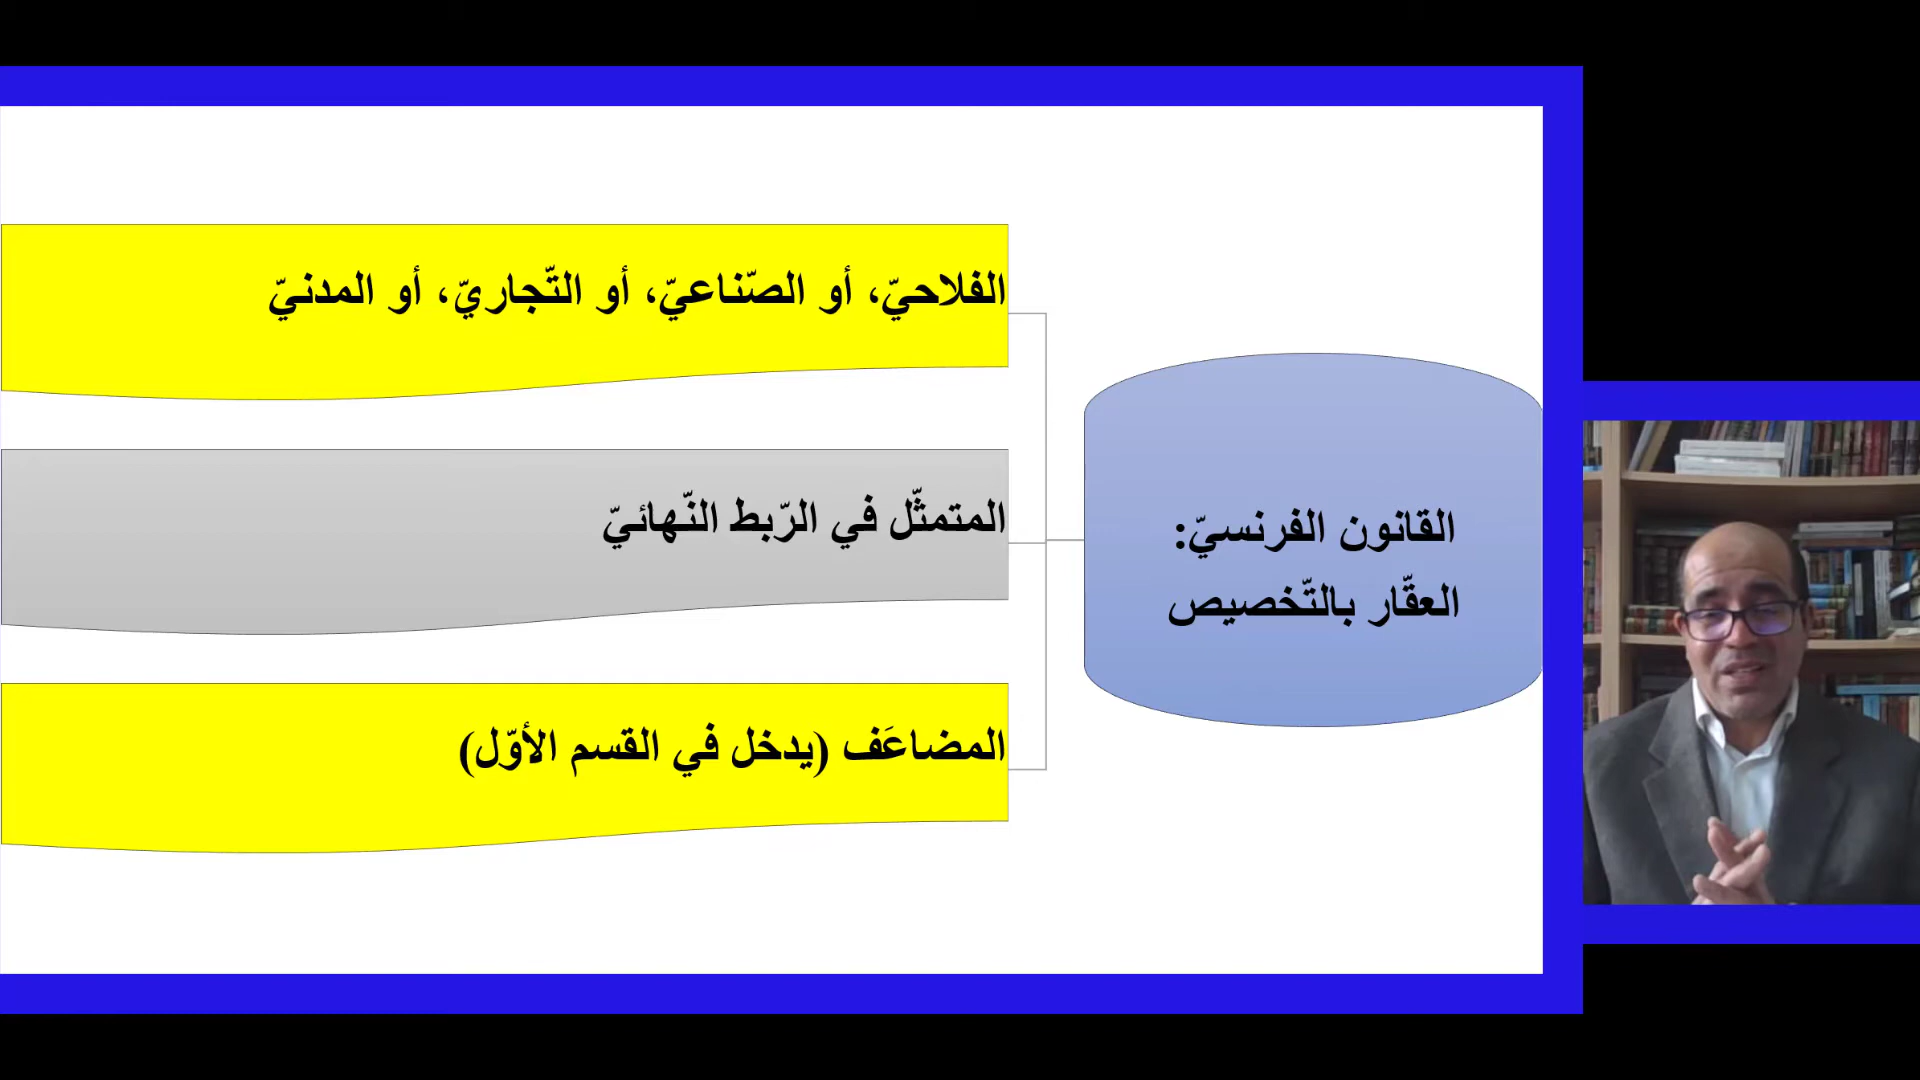 القانون الفرنسيّ:
العقّار بالتّخصيص
الفلاحيّ، أو الصّناعيّ، أو التّجاريّ، أو المدنيّ
المتمثّل في الرّبط النّهائيّ
المضاعَف (يدخل في القسم الأوّل)